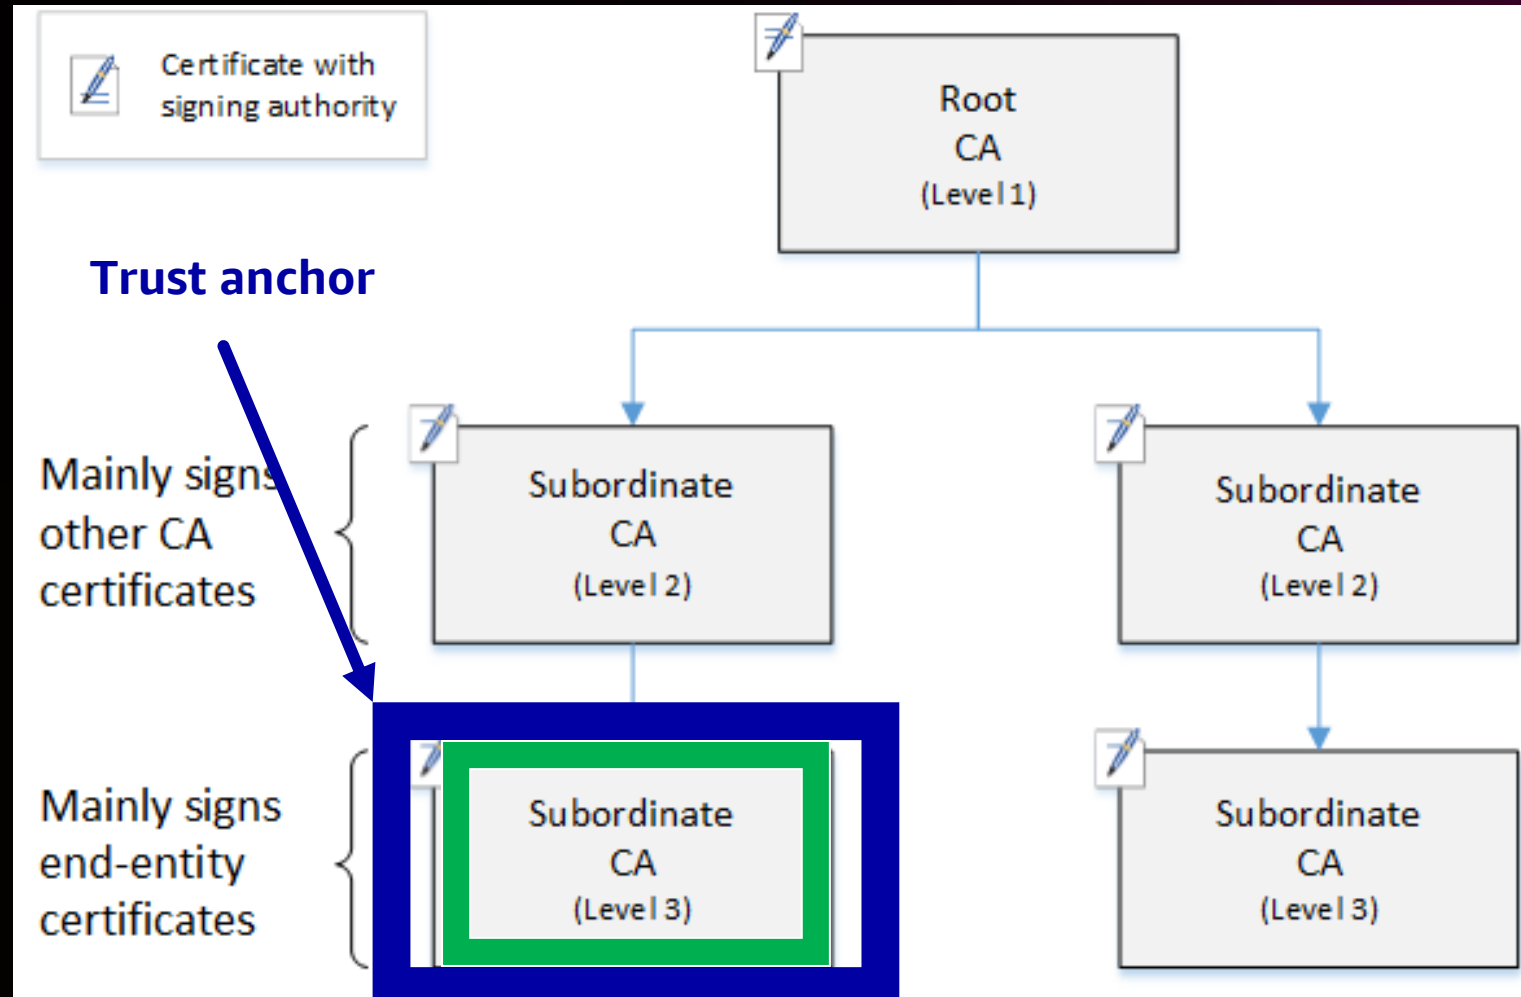 Certificate with
signing authority
Root
CA
(Level 1)
Trust anchor
Mainly signs
other CA
certificates
Subordinate
CA
(Level 2)
Subordinate
CA
(Level 2)
Mainly signs
end-entity
certificates
Subordinate
CA
(Level 3)
Subordinate
CA
(Level 3)